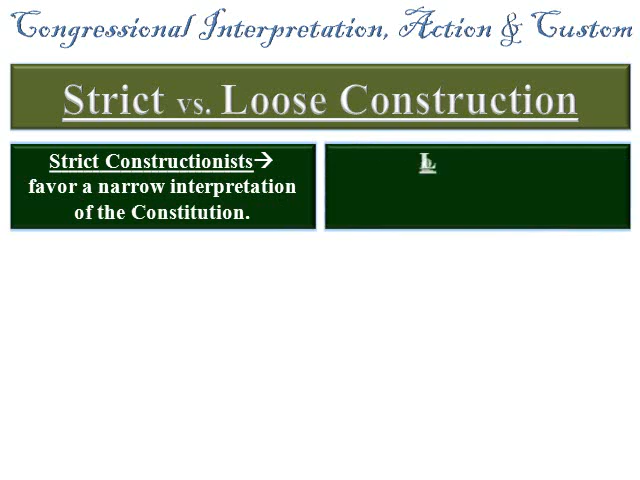 Congressional Interpretation, Action & Custom
Strict vs. Loose Construction
Strict Constructionists→
favor a narrow interpretation
of the Constitution.